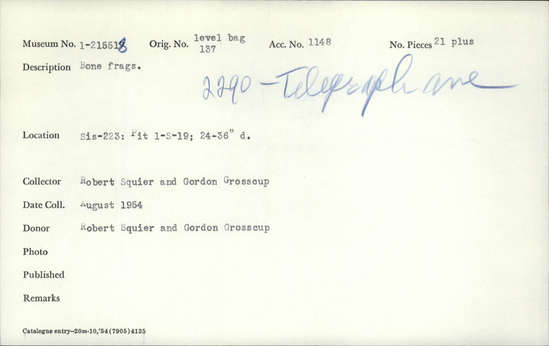 Museum No. 1-215518 Orig. No. level bag 137 Acc. No. 1148 No. Pieces 21 plus
Description Bone frags.
2290 - Telegraph ave
Location Sis-223: Pit 1-S-19; 24-36" d.
Collector Robert Squier and Gordon Grosscup
Date Coll. August 1954
Donor Robert Squier and Gordon Grosscup
Photo
Published
Remarks
Catalogue entry—20m-10,'54(7905)4135